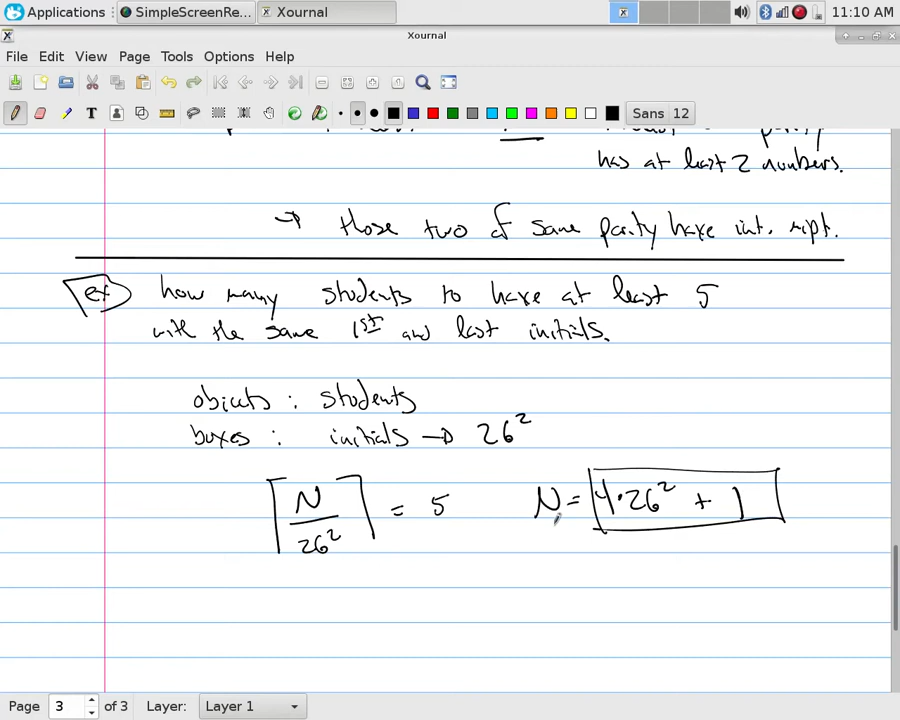 Applications SimpleScreenRe... Xournal 11:10 AM
Xournal
File Edit View Page Tools Options Help
Sans 12
parity
has at least 2 numbers.
→ those two of same parity have int. mipt.
ex how many students to have at least 5
with the same 1st and last initials.
objects : students
boxes : initials → 26²
⌈N/26²⌉ = 5 N = 4·26² + 1
Page 3 of 3 Layer: Layer 1